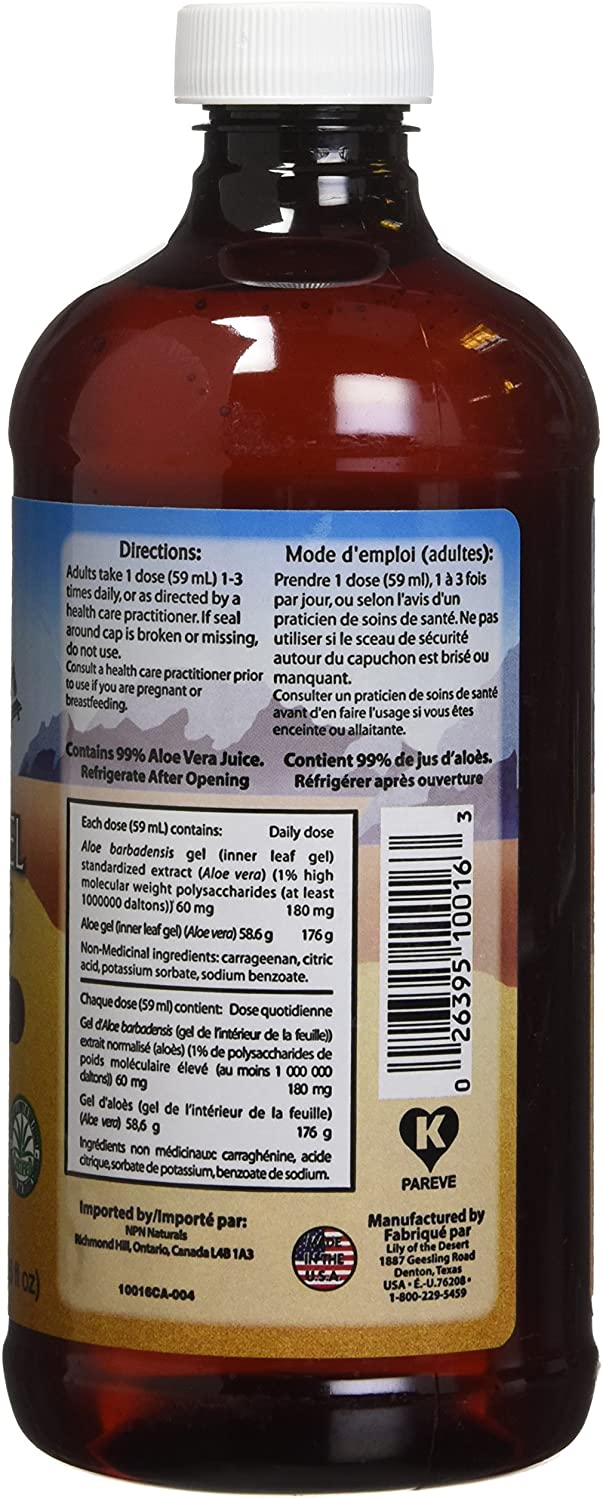 Directions:
Adults take 1 dose (59 mL) 1-3
times daily, or as directed by a
health care practitioner. If seal
around cap is broken or missing,
do not use.
Consult a health care practitioner prior
to use if you are pregnant or
breastfeeding.
Mode d'emploi (adultes):
Prendre 1 dose (59 ml), 1 à 3 fois
par jour, ou selon l'avis d'un
praticien de soins de santé. Ne pas
utiliser si le sceau de sécurité
autour du capuchon est brisé ou
manquant.
Consulter un praticien de soins de santé
avant d'en faire l'usage si vous êtes
enceinte ou allaitante.
Contains 99% Aloe Vera Juice.
Refrigerate After Opening
Contient 99% de jus d'aloès.
Réfrigérer après ouverture
EL
Each dose (59 mL) contains: Daily dose
Aloe barbadensis gel (inner leaf gel)
standardized extract (Aloe vera) (1% high
molecular weight polysaccharides (at least
1000000 daltons)) 60 mg 180 mg
Aloe gel (inner leaf gel) (Aloe vera) 58.6 g 176 g
Non-Medicinal ingredients: carrageenan, citric
acid, potassium sorbate, sodium benzoate.
Chaque dose (59 ml) contient: Dose quotidienne
Gel d'Aloe barbadensis (gel de l'intérieur de la feuille))
extrait normalisé (aloès) (1% de polysaccharides de
poids moléculaire élevé (au moins 1 000 000
daltons)) 60 mg 180 mg
Gel d'aloès (gel de l'intérieur de la feuille)
(Aloe vera) 58,6 g 176 g
Ingrédients non médicinaux: carraghénine, acide
citrique, sorbate de potassium, benzoate de sodium.
0 26395 10016 3
K
PAREVE
Imported by/Importé par:
NPN Naturals
Richmond Hill, Ontario, Canada L4B 1A3
10016CA-004
MADE
IN THE
U.S.A.
Manufactured by
Fabriqué par
Lily of the Desert
1887 Geesling Road
Denton, Texas
USA • É.-U.76208 •
1-800-229-5459
fl oz)